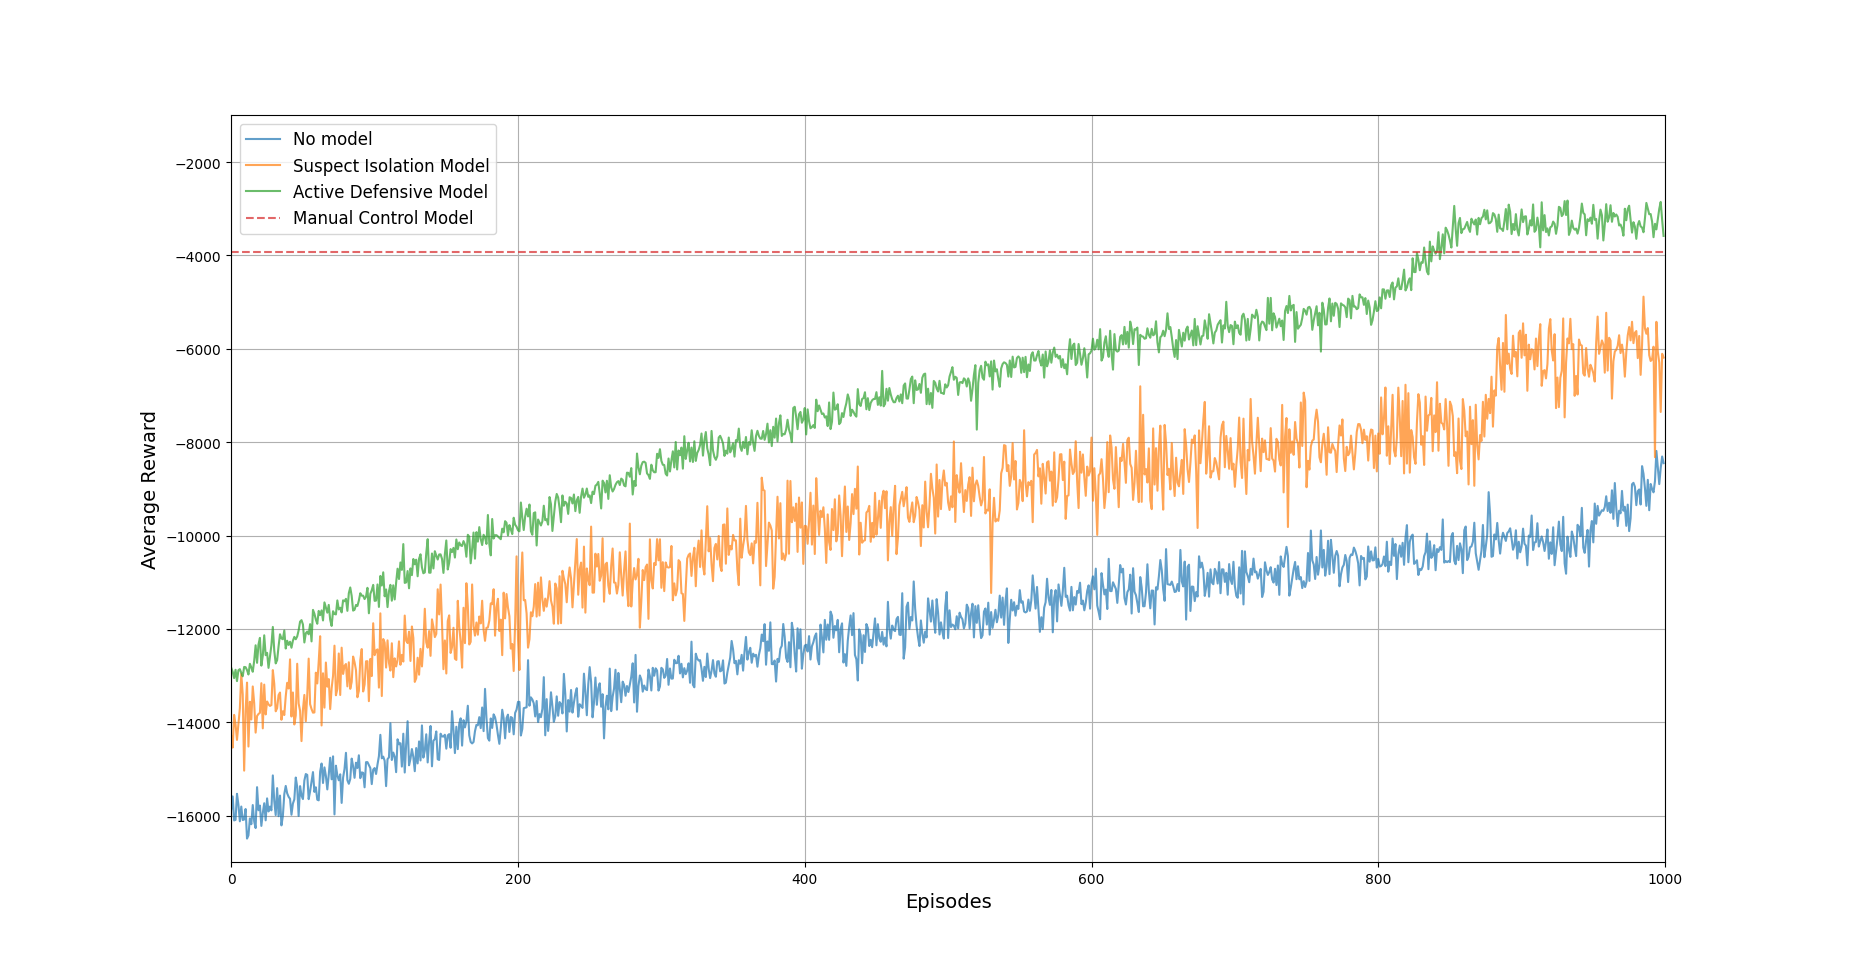 No model
Suspect Isolation Model
Active Defensive Model
Manual Control Model
−2000
−4000
−6000
−8000
−10000
−12000
−14000
−16000
Average Reward
0 200 400 600 800 1000
Episodes